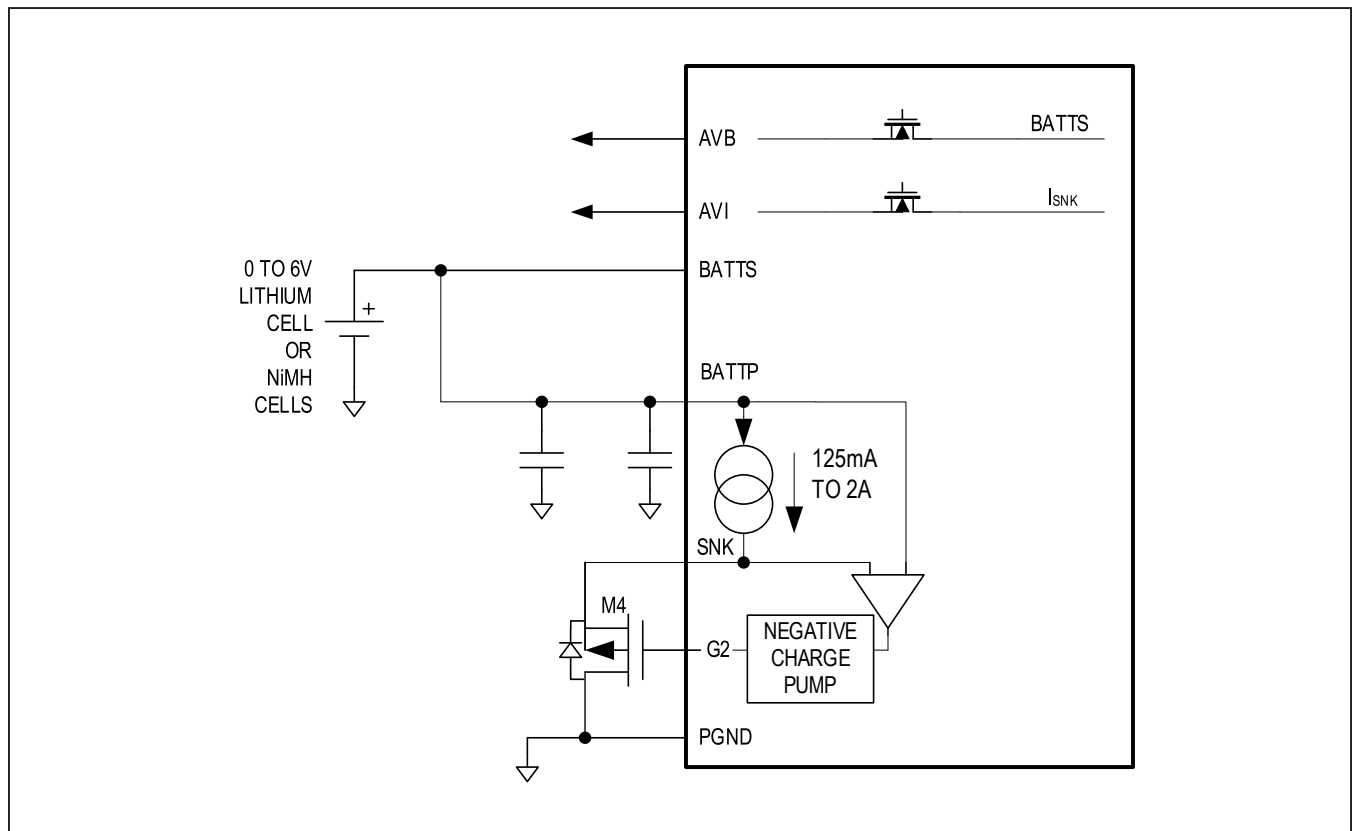 AVB
BATTS
AVI
ISNK
BATTS
0 TO 6V
LITHIUM
CELL
OR
NiMH
CELLS
+
BATTP
125mA
TO 2A
SNK
M4
G2
NEGATIVE
CHARGE
PUMP
PGND